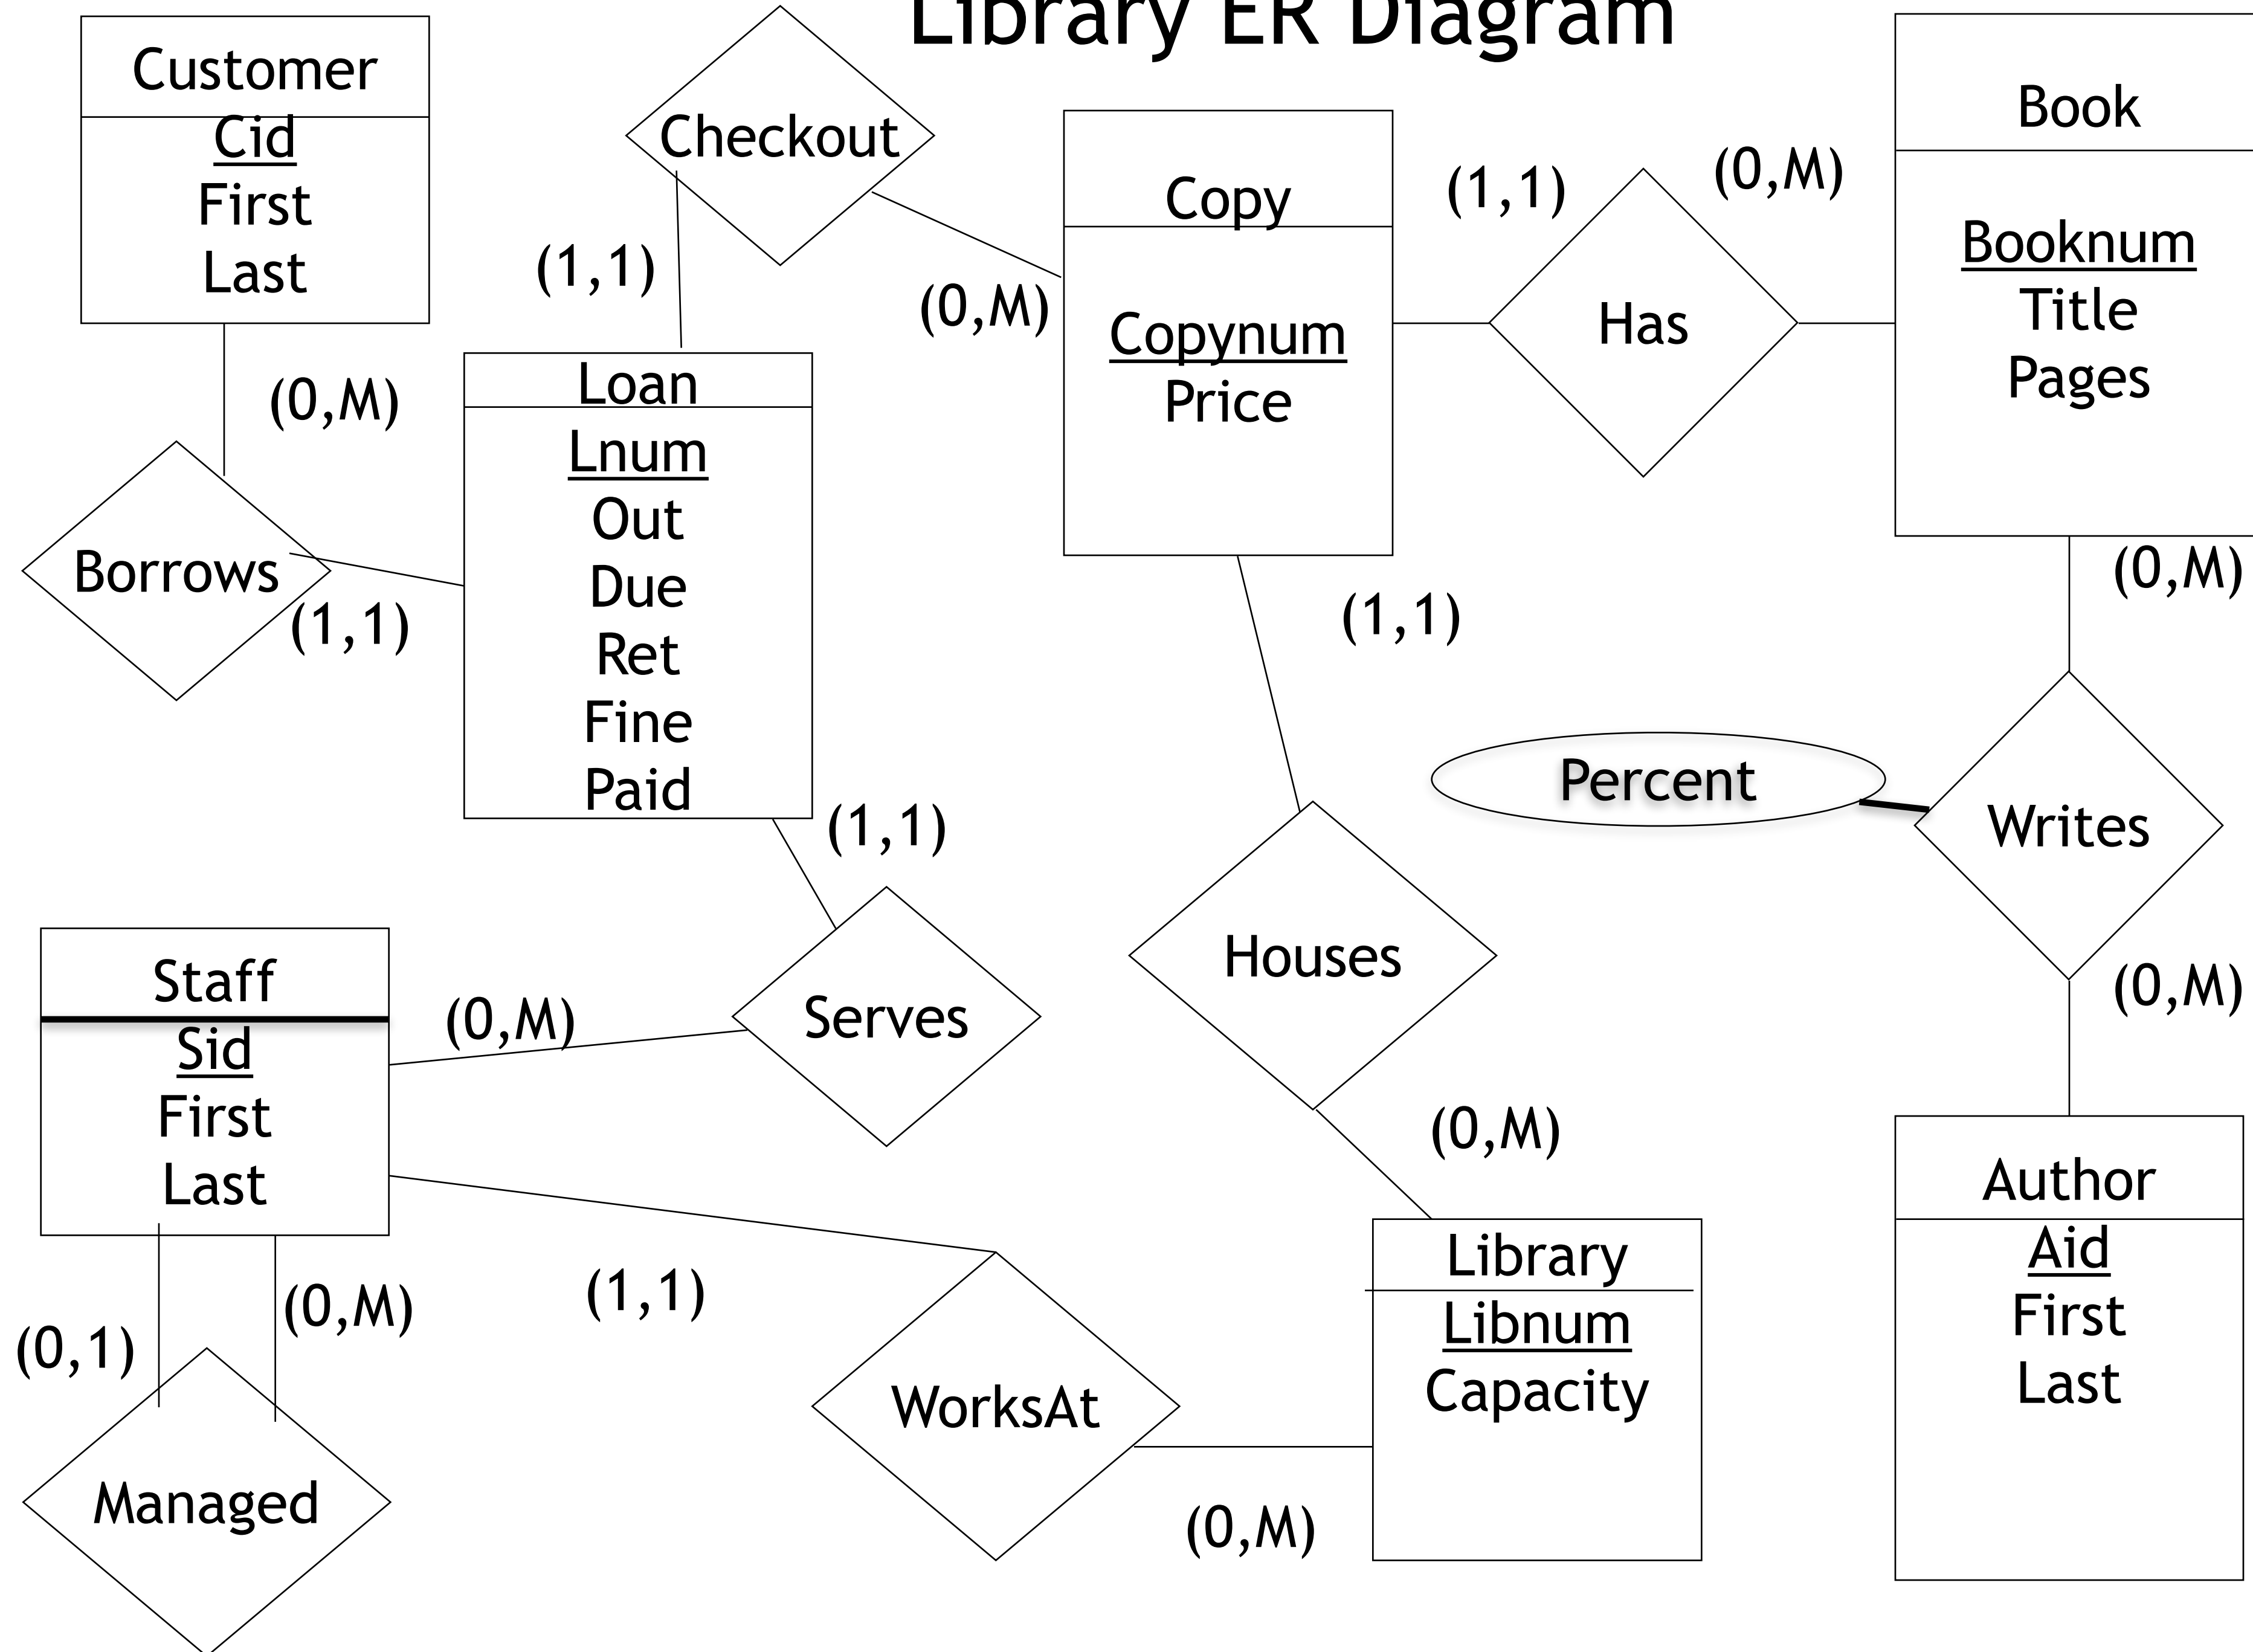 Library ER Diagram
Customer
Cid
First
Last
Checkout
Copy
Copynum
Price
(1,1)
(0,M)
Has
Book
Booknum
Title
Pages
(1,1)
(0,M)
(0,M)
Loan
Lnum
Out
Due
Ret
Fine
Paid
Borrows
(1,1)
(1,1)
(0,M)
Percent
Writes
(1,1)
Staff
Sid
First
Last
(0,M)
Serves
Houses
(0,M)
(0,M)
Author
Aid
First
Last
Library
Libnum
Capacity
(0,1)
(0,M)
(1,1)
WorksAt
Managed
(0,M)